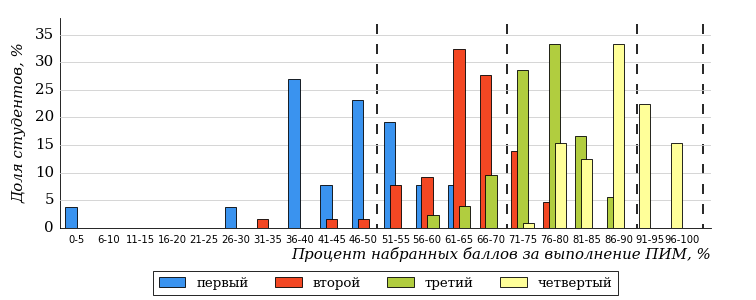 Доля студентов, %
35
30
25
20
15
10
5
0
0-5 6-10 11-15 16-20 21-25 26-30 31-35 36-40 41-45 46-50 51-55 56-60 61-65 66-70 71-75 76-80 81-85 86-90 91-95 96-100
Процент набранных баллов за выполнение ПИМ, %
первый второй третий четвертый